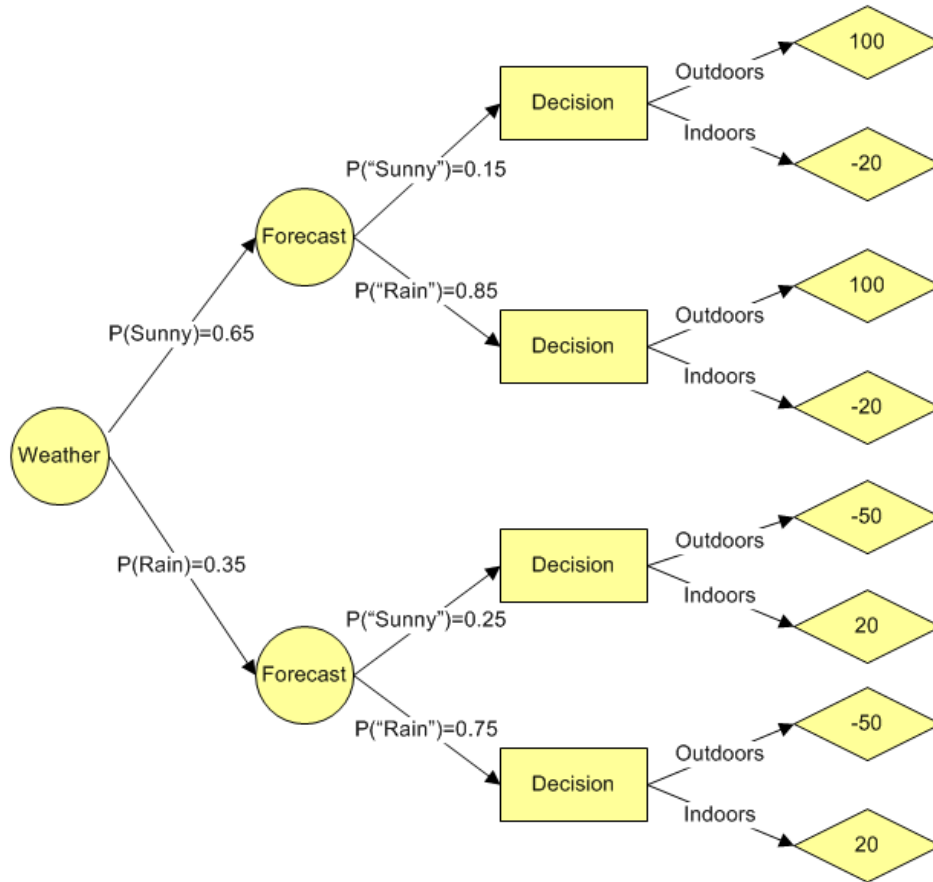 100
Outdoors
Decision
Indoors
-20
P(“Sunny”)=0.15
Forecast
100
P(“Rain”)=0.85
Outdoors
P(Sunny)=0.65
Decision
Indoors
-20
Weather
-50
Outdoors
P(Rain)=0.35
Decision
Indoors
P(“Sunny”)=0.25
20
Forecast
-50
P(“Rain”)=0.75
Outdoors
Decision
Indoors
20